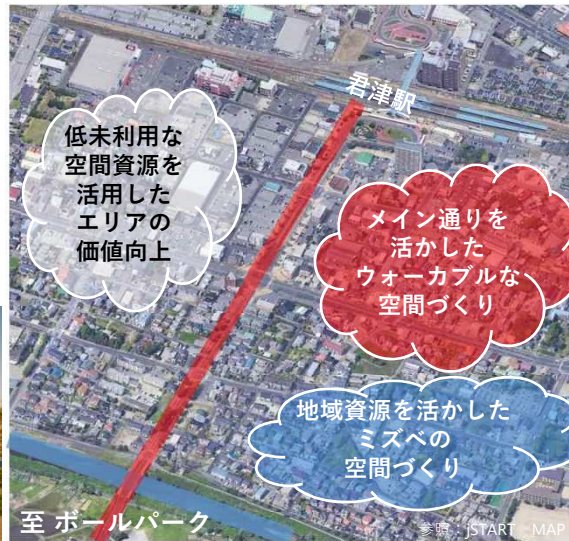 君津駅
低未利用な
空間資源を
活用した
エリアの
価値向上
メイン通りを
活かした
ウォーカブルな
空間づくり
地域資源を活かした
ミズベの
空間づくり
至 ボールパーク
参照：jSTART MAP